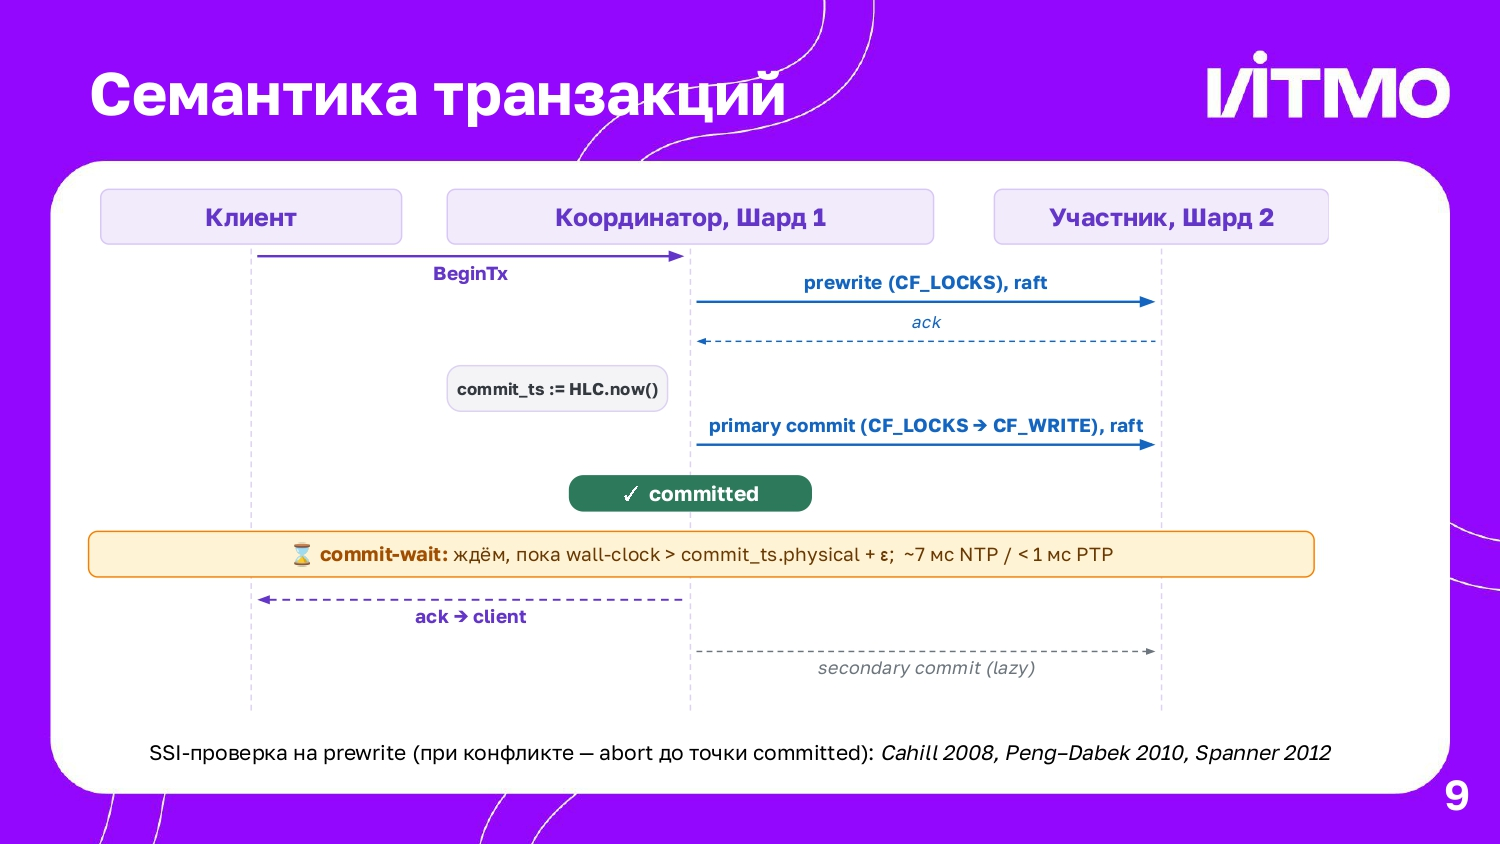 Семантика транзакций
ИТМО
Клиент
Координатор, Шард 1
Участник, Шард 2
BeginTx
prewrite (CF_LOCKS), raft
ack
commit_ts := HLC.now()
primary commit (CF_LOCKS → CF_WRITE), raft
✓ committed
⌛ commit-wait: ждём, пока wall-clock > commit_ts.physical + ε; ~7 мс NTP / < 1 мс PTP
ack → client
secondary commit (lazy)
SSI-проверка на prewrite (при конфликте — abort до точки committed): Cahill 2008, Peng–Dabek 2010, Spanner 2012
9